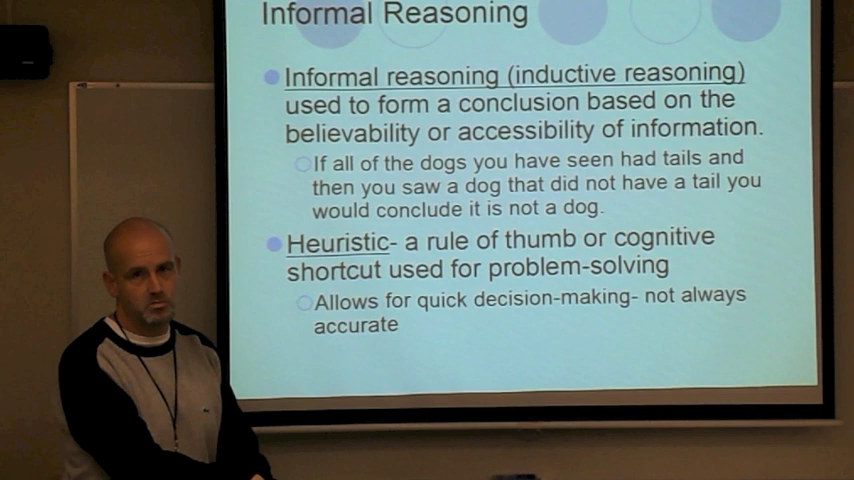 Informal Reasoning
Informal reasoning (inductive reasoning)
used to form a conclusion based on the
believability or accessibility of information.
If all of the dogs you have seen had tails and
then you saw a dog that did not have a tail you
would conclude it is not a dog.
Heuristic- a rule of thumb or cognitive
shortcut used for problem-solving
Allows for quick decision-making- not always
accurate